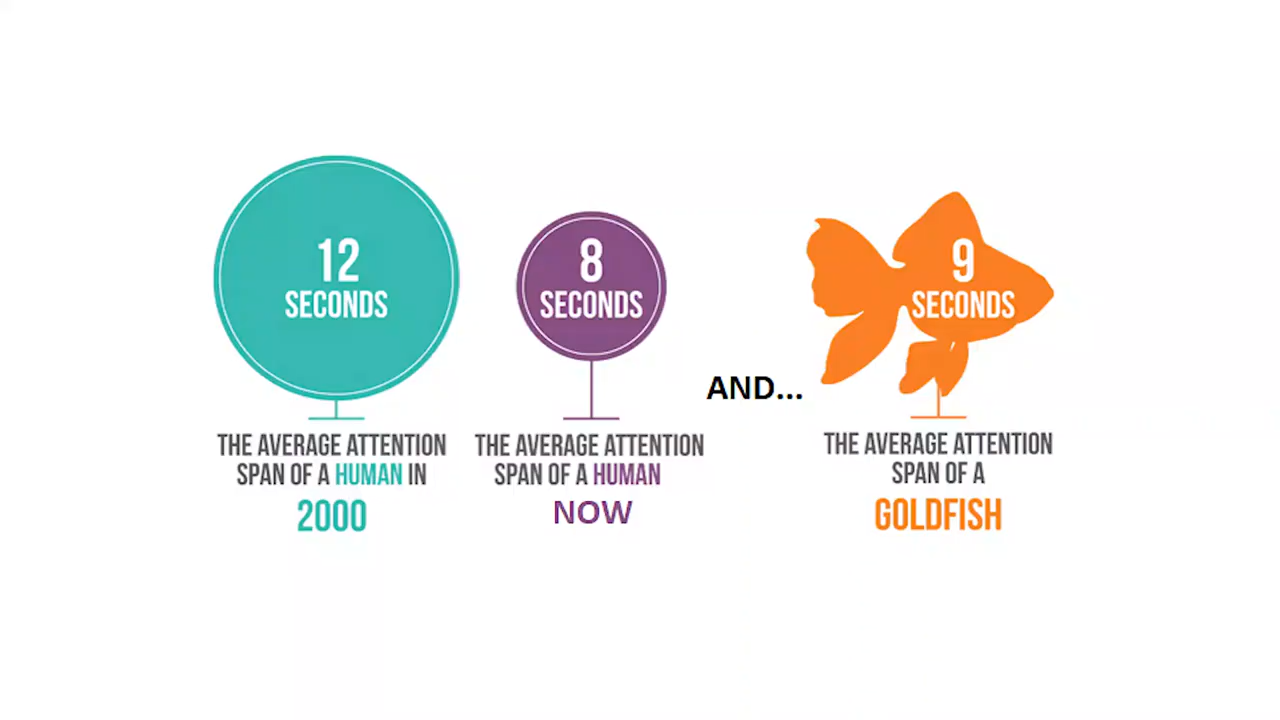 12
SECONDS
THE AVERAGE ATTENTION
SPAN OF A HUMAN IN
2000
8
SECONDS
THE AVERAGE ATTENTION
SPAN OF A HUMAN
NOW
AND...
9
SECONDS
THE AVERAGE ATTENTION
SPAN OF A
GOLDFISH